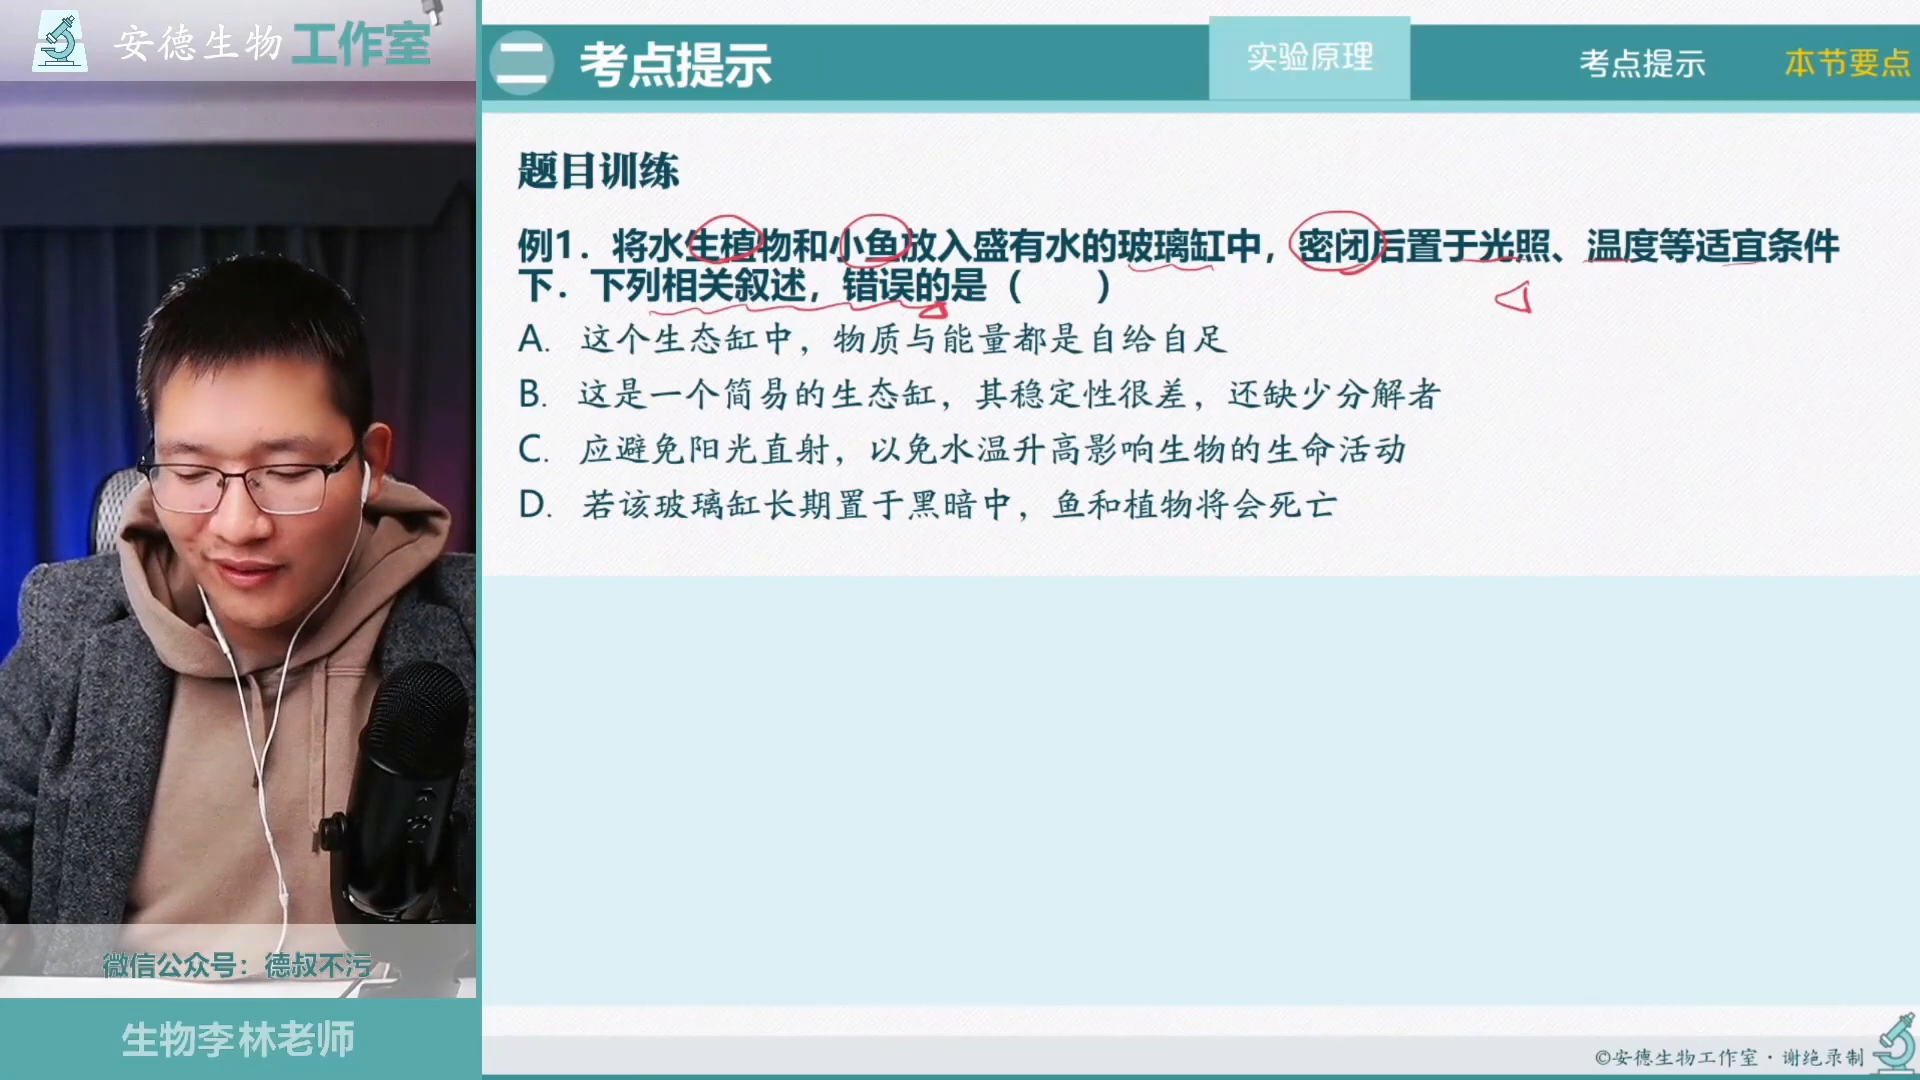 安德生物工作室
二 考点提示
实验原理
考点提示
本节要点
题目训练
例1．将水生植物和小鱼放入盛有水的玻璃缸中，密闭后置于光照、温度等适宜条件
下．下列相关叙述，错误的是（　　）
A. 这个生态缸中，物质与能量都是自给自足
B. 这是一个简易的生态缸，其稳定性很差，还缺少分解者
C. 应避免阳光直射，以免水温升高影响生物的生命活动
D. 若该玻璃缸长期置于黑暗中，鱼和植物将会死亡
微信公众号：德叔不污
生物李林老师
©安德生物工作室·谢绝录制